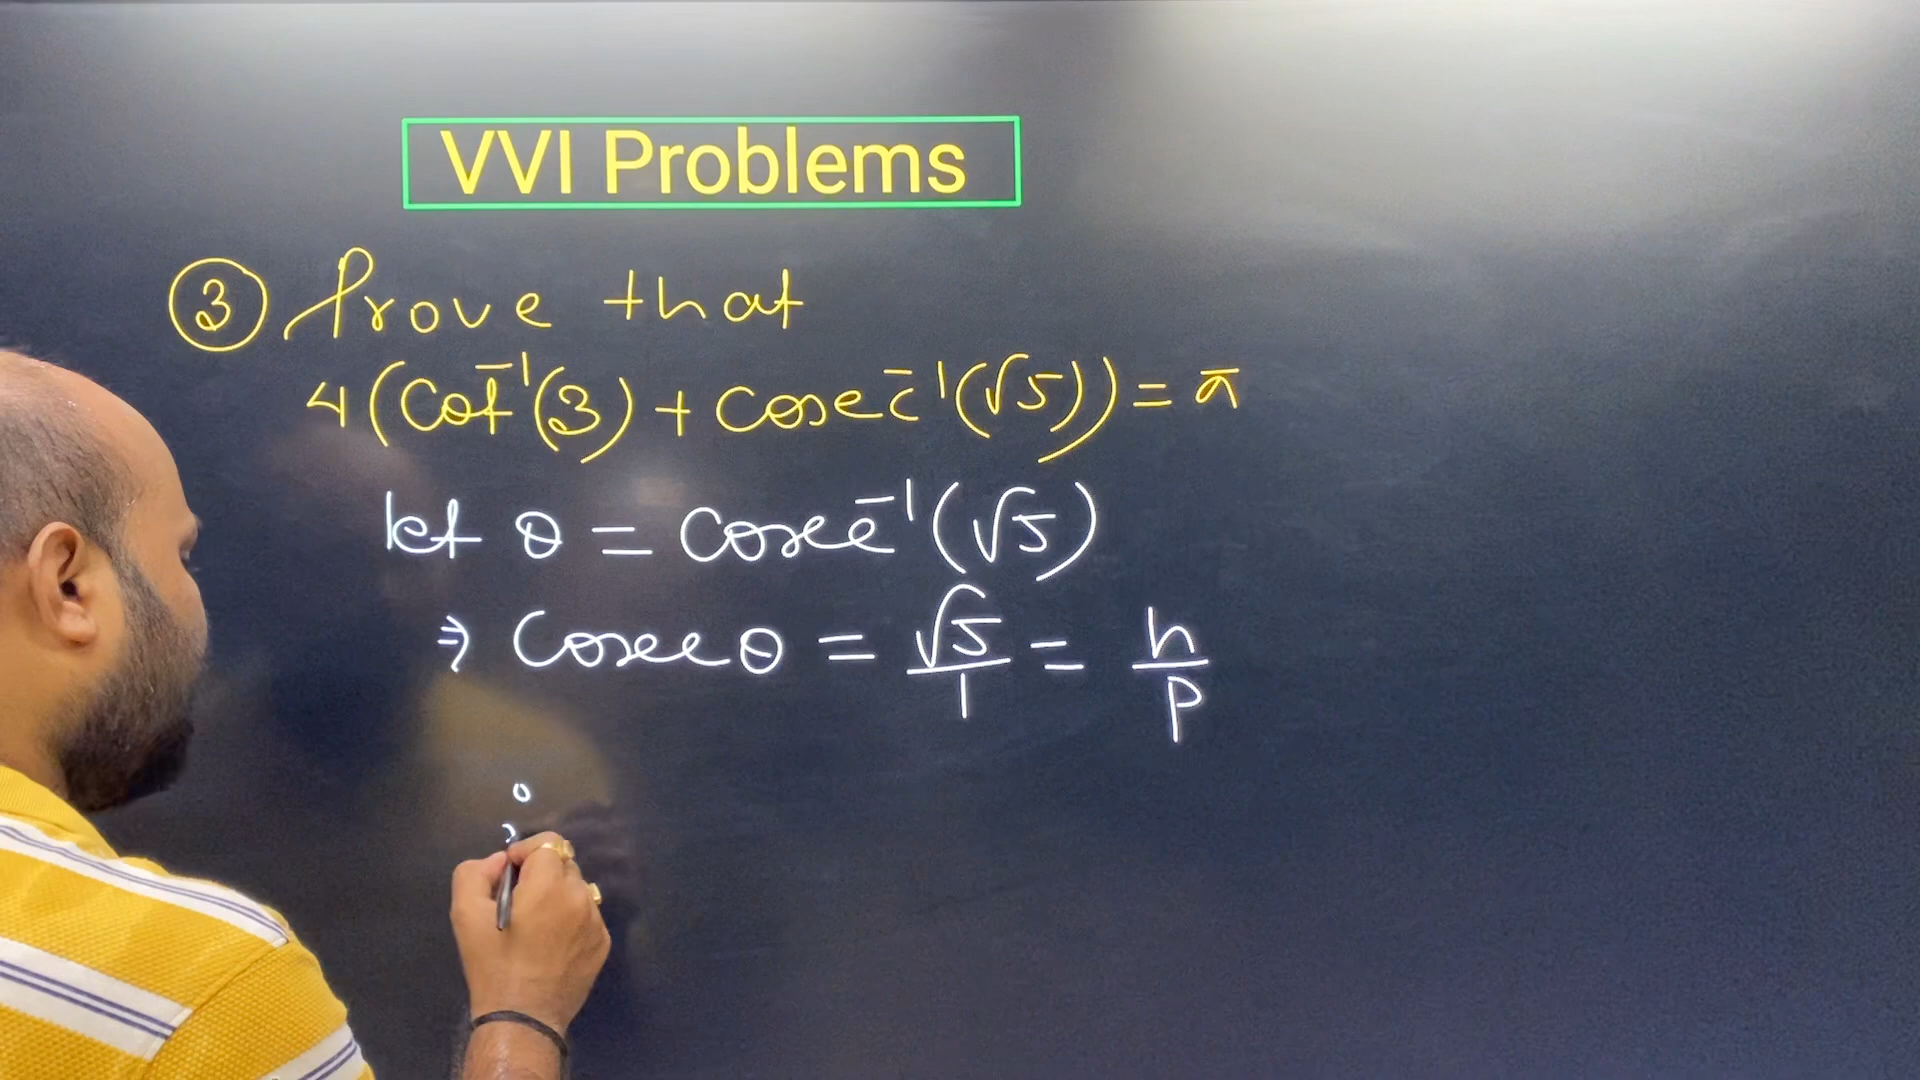 VVI Problems
③ Prove that
4(Cot⁻¹(3) + Cosec⁻¹(√5)) = π
let θ = Cosec⁻¹(√5)
⇒ Cosec θ = √5/1 = h/p